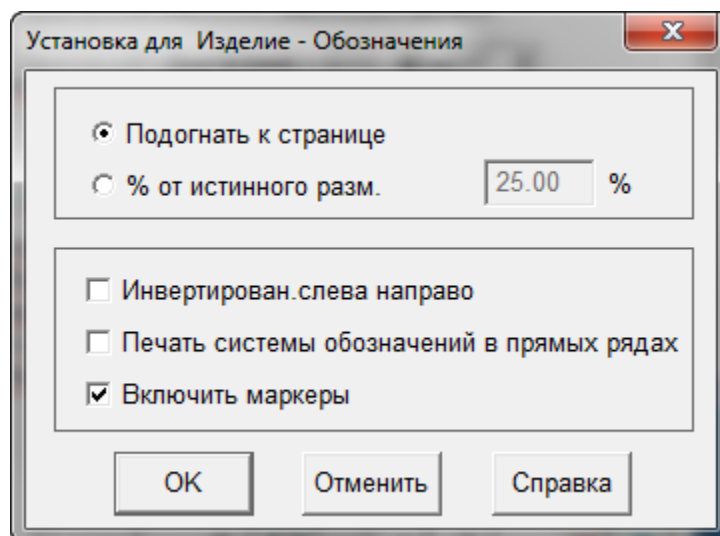 Установка для Изделие - Обозначения
Подогнать к странице
% от истинного разм. 25.00 %
Инвертирован.слева направо
Печать системы обозначений в прямых рядах
Включить маркеры
OK Отменить Справка